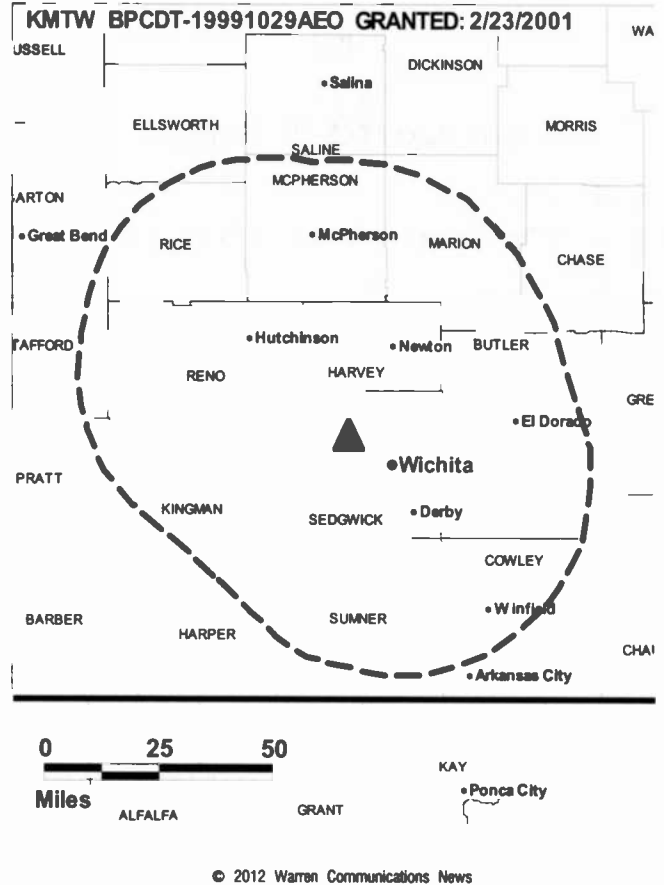 KMTW BPCDT-19991029AEO GRANTED: 2/23/2001
WA
USSELL
DICKINSON
Salina
ELLSWORTH
MORRIS
SALINE
MCPHERSON
ARTON
Great Bend
RICE
McPherson
MARION
CHASE
TAFFORD
Hutchinson
Newton
BUTLER
RENO
HARVEY
GRE
El Dorado
Wichita
PRATT
KINGMAN
SEDGWICK
Derby
COWLEY
BARBER
HARPER
SUMNER
Winfield
CHAU
Arkansas City
0 25 50
Miles
KAY
Ponca City
ALFALFA
GRANT
© 2012 Warren Communications News